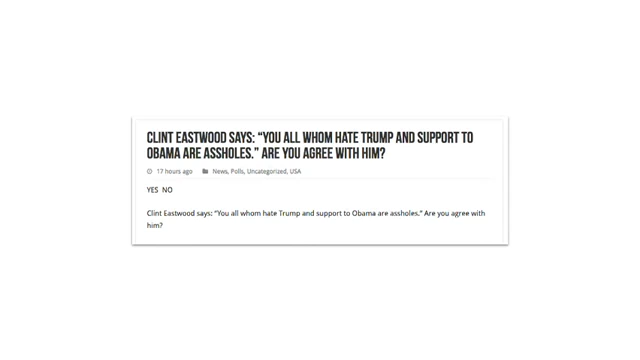 CLINT EASTWOOD SAYS: “YOU ALL WHOM HATE TRUMP AND SUPPORT TO
OBAMA ARE ASSHOLES.” ARE YOU AGREE WITH HIM?
17 hours ago News, Polls, Uncategorized, USA
YES NO
Clint Eastwood says: “You all whom hate Trump and support to Obama are assholes.” Are you agree with
him?